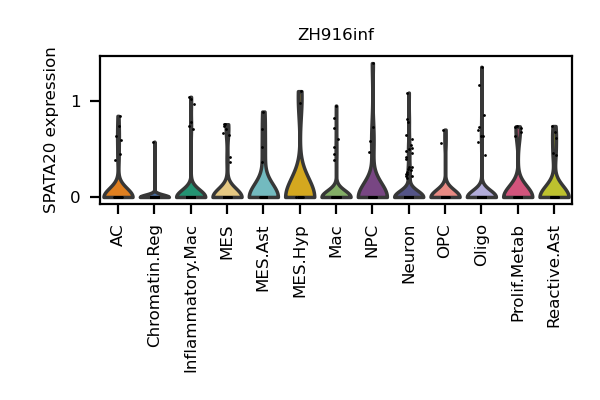 ZH916inf
SPATA20 expression
1
0
AC
Chromatin.Reg
Inflammatory.Mac
MES
MES.Ast
MES.Hyp
Mac
NPC
Neuron
OPC
Oligo
Prolif.Metab
Reactive.Ast